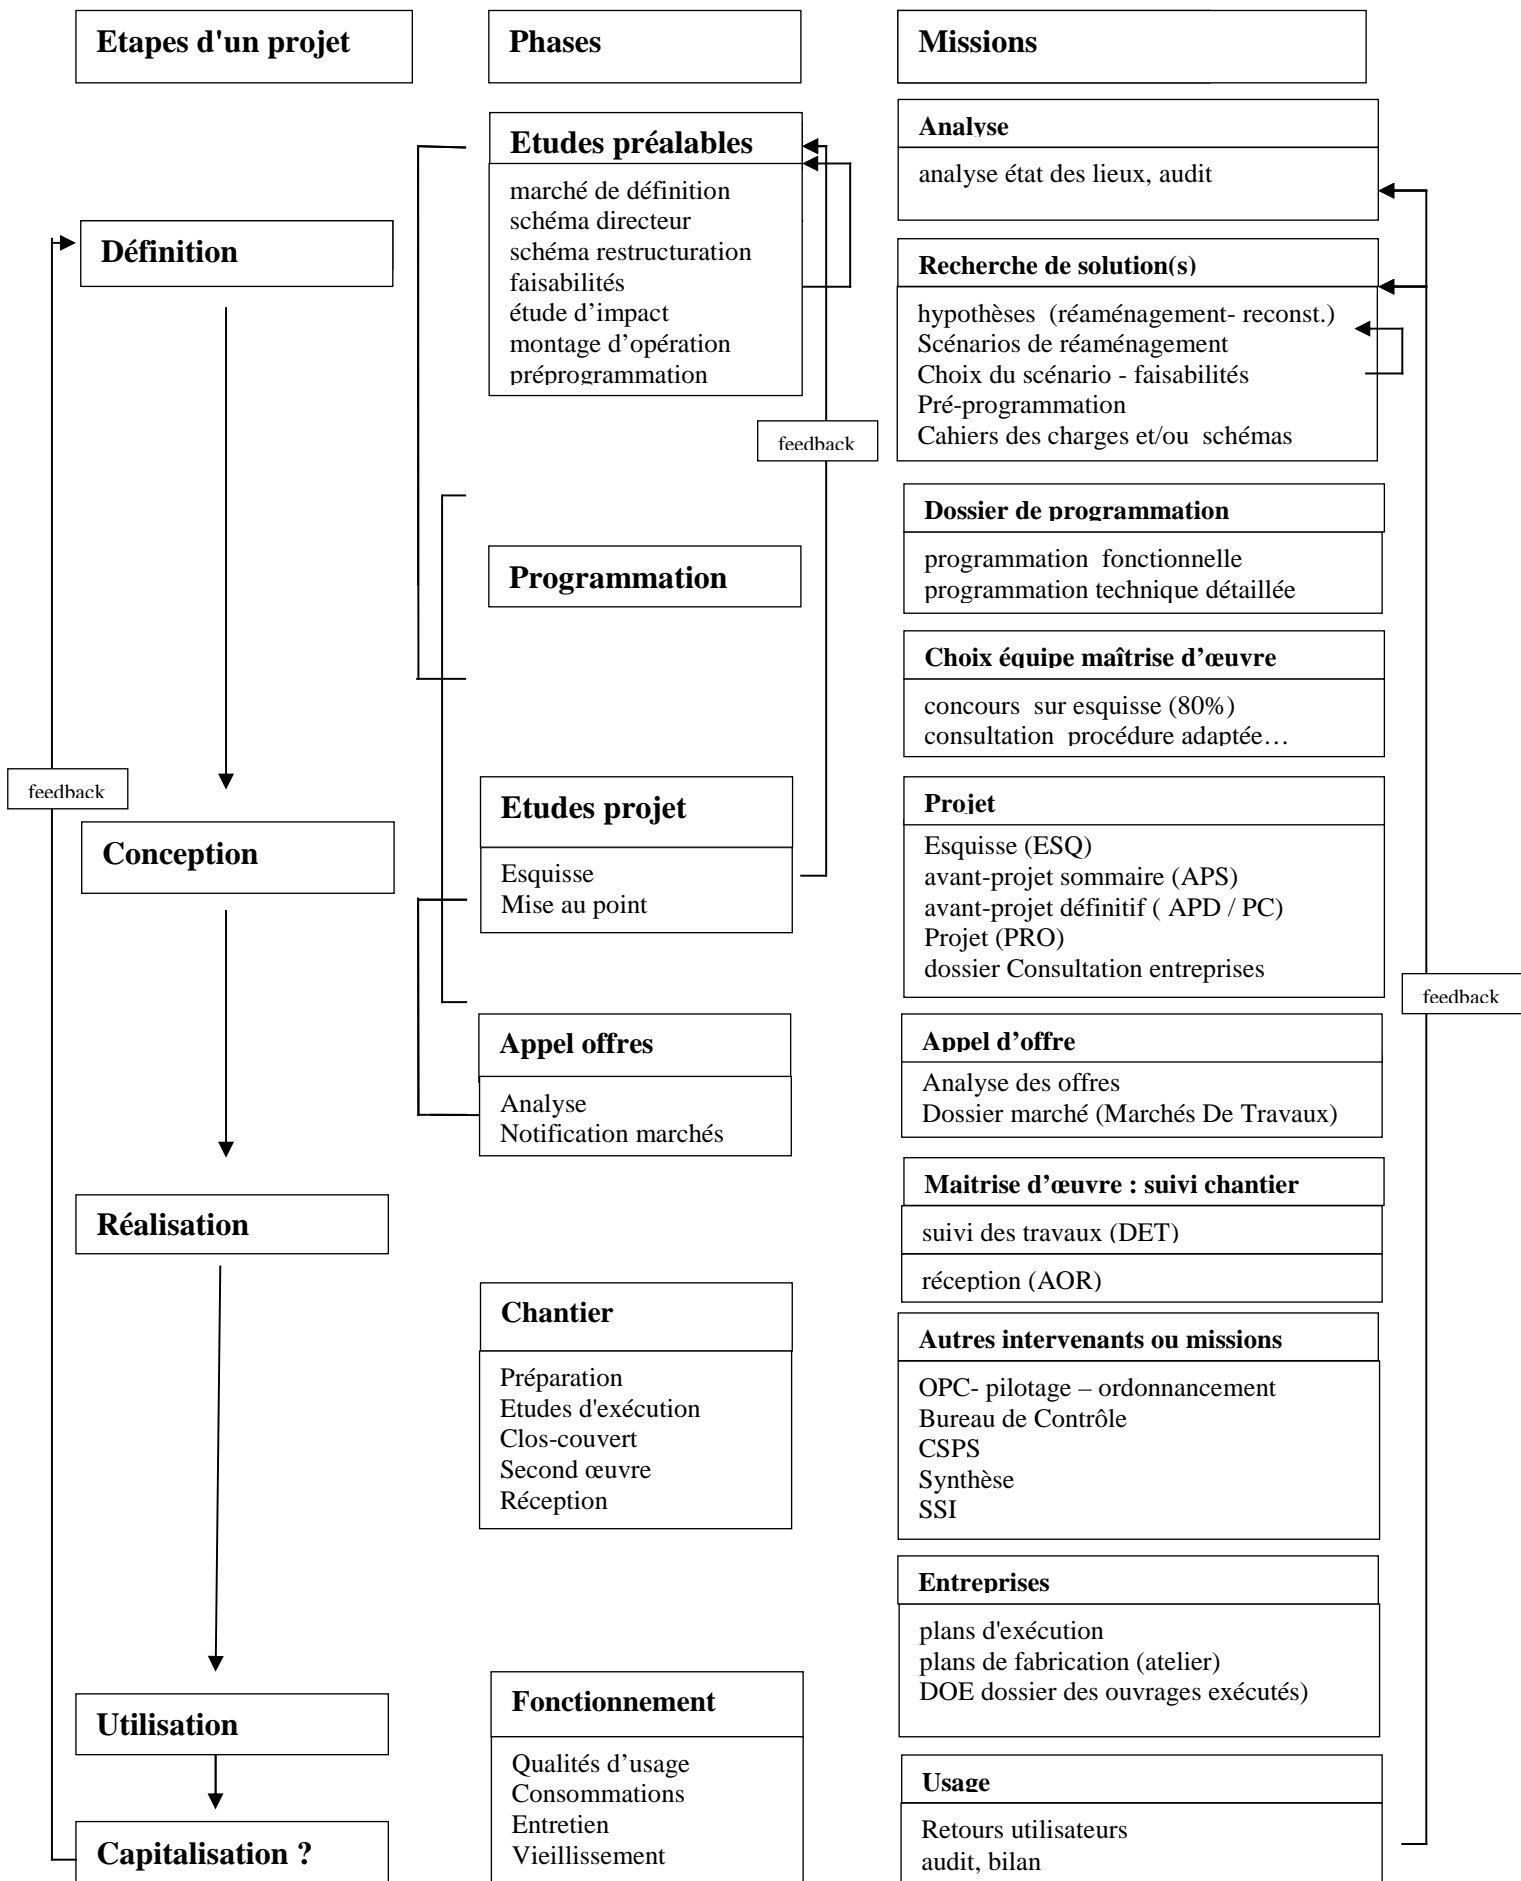 Etapes d'un projet
Phases
Missions
Définition
feedback
Conception
Réalisation
Utilisation
Capitalisation ?
Etudes préalables
marché de définition
schéma directeur
schéma restructuration
faisabilités
étude d’impact
montage d’opération
préprogrammation
feedback
Programmation
Etudes projet
Esquisse
Mise au point
Appel offres
Analyse
Notification marchés
Chantier
Préparation
Etudes d'exécution
Clos-couvert
Second œuvre
Réception
Fonctionnement
Qualités d’usage
Consommations
Entretien
Vieillissement
Analyse
analyse état des lieux, audit
Recherche de solution(s)
hypothèses (réaménagement- reconst.)
Scénarios de réaménagement
Choix du scénario - faisabilités
Pré-programmation
Cahiers des charges et/ou schémas
Dossier de programmation
programmation fonctionnelle
programmation technique détaillée
Choix équipe maîtrise d’œuvre
concours sur esquisse (80%)
consultation procédure adaptée…
Projet
Esquisse (ESQ)
avant-projet sommaire (APS)
avant-projet définitif ( APD / PC)
Projet (PRO)
dossier Consultation entreprises
feedback
Appel d’offre
Analyse des offres
Dossier marché (Marchés De Travaux)
Maitrise d’œuvre : suivi chantier
suivi des travaux (DET)
réception (AOR)
Autres intervenants ou missions
OPC- pilotage – ordonnancement
Bureau de Contrôle
CSPS
Synthèse
SSI
Entreprises
plans d'exécution
plans de fabrication (atelier)
DOE dossier des ouvrages exécutés)
Usage
Retours utilisateurs
audit, bilan